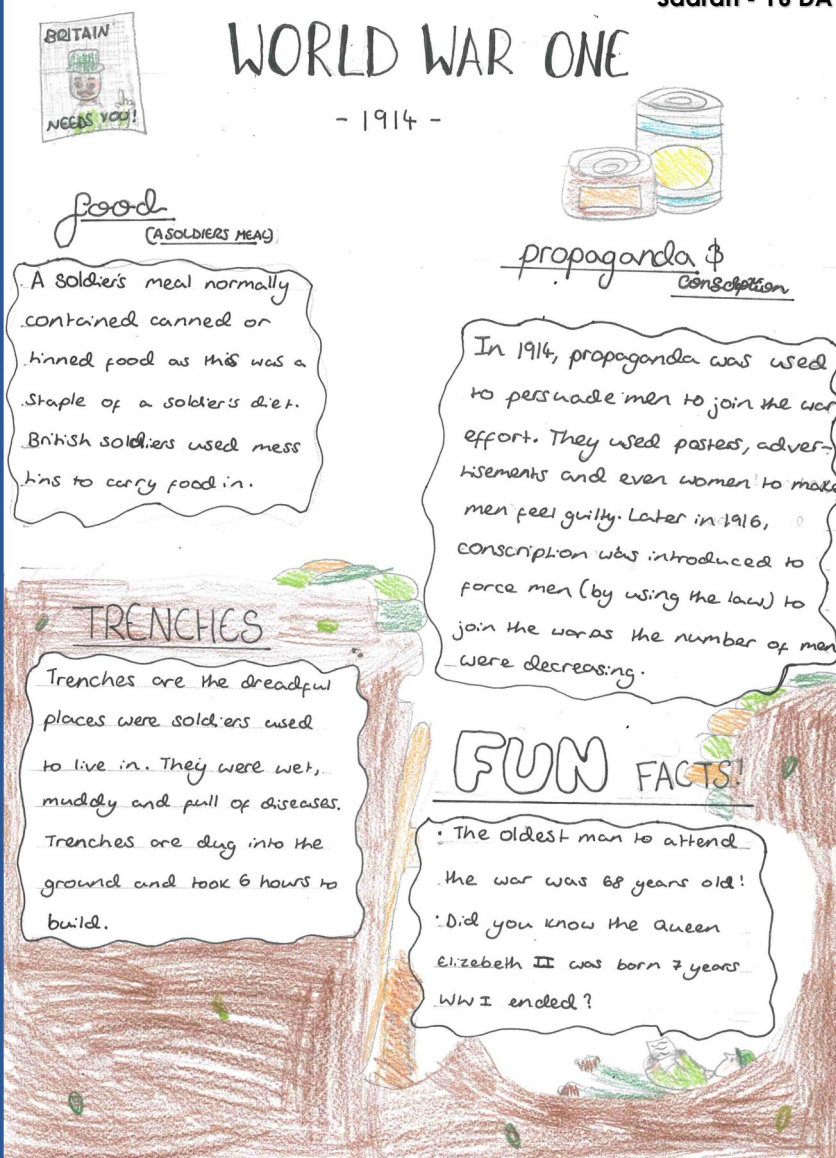 BRITAIN
NEEDS YOU!
WORLD WAR ONE
- 1914 -
food
(A SOLDIERS MEAL)
A soldier's meal normally
contained canned or
tinned food as this was a
staple of a soldier's diet.
British soldiers used mess
tins to carry food in.
propaganda &
conscription
In 1914, propaganda was used
to persuade men to join the war
effort. They used posters, adver-
tisements and even women to make
men feel guilty. Later in 1916,
conscription was introduced to
force men (by using the law) to
join the war as the number of men
were decreasing.
TRENCHES
Trenches are the dreadful
places were soldiers used
to live in. They were wet,
muddy and full of diseases.
Trenches are dug into the
ground and took 6 hours to
build.
FUN FACTS!
• The oldest man to attend
the war was 68 years old!
• Did you know the Queen
Elizebeth II was born 7 years
WWI ended?